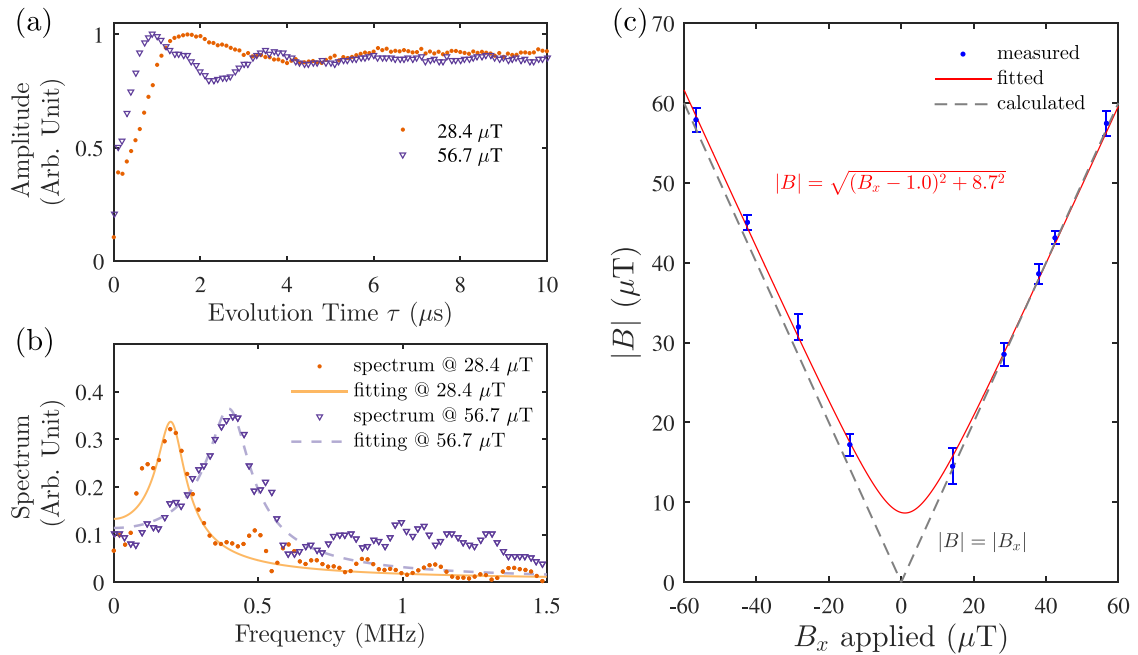 (a)
1
0.5
0
Amplitude
(Arb. Unit)
28.4 μT
56.7 μT
0
2
4
6
8
10
Evolution Time τ (μs)
(b)
0.4
0.3
0.2
0.1
0
Spectrum
(Arb. Unit)
spectrum @ 28.4 μT
fitting @ 28.4 μT
spectrum @ 56.7 μT
fitting @ 56.7 μT
0
0.5
1
1.5
Frequency (MHz)
(c)
70
60
50
40
30
20
10
0
|B| (μT)
measured
fitted
calculated
|B| = √((Bₓ − 1.0)² + 8.7²)
|B| = |Bₓ|
-60
-40
-20
0
20
40
60
Bₓ applied (μT)